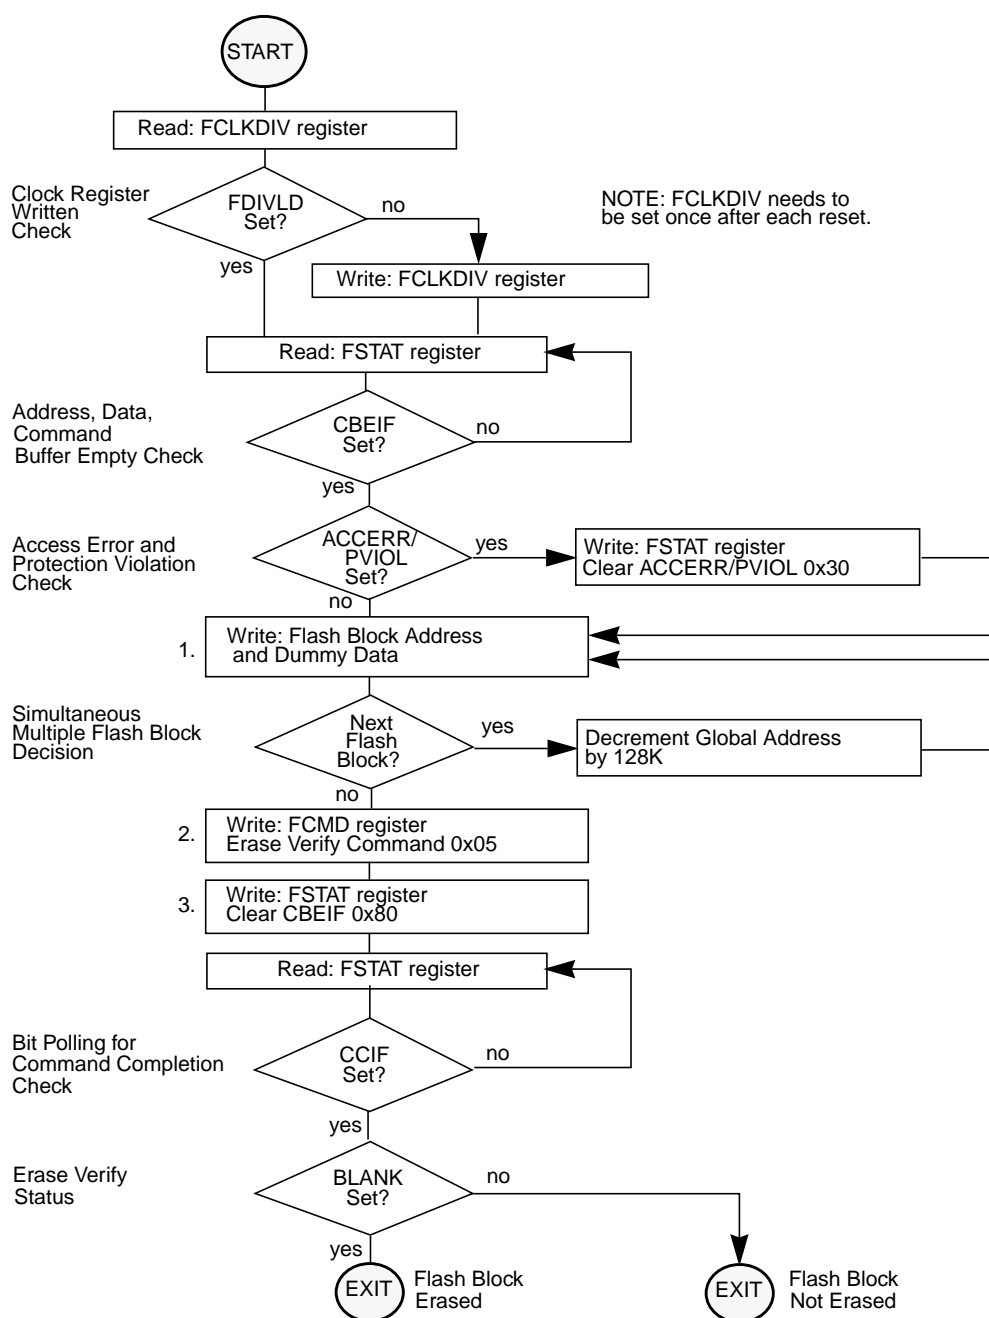 START
Read: FCLKDIV register
Clock Register
Written
Check
FDIVLD
Set?
no
yes
NOTE: FCLKDIV needs to
be set once after each reset.
Write: FCLKDIV register
Read: FSTAT register
Address, Data,
Command
Buffer Empty Check
CBEIF
Set?
no
yes
Access Error and
Protection Violation
Check
ACCERR/
PVIOL
Set?
yes
no
Write: FSTAT register
Clear ACCERR/PVIOL 0x30
1.
Write: Flash Block Address
and Dummy Data
Simultaneous
Multiple Flash Block
Decision
Next
Flash
Block?
yes
no
Decrement Global Address
by 128K
2.
Write: FCMD register
Erase Verify Command 0x05
3.
Write: FSTAT register
Clear CBEIF 0x80
Read: FSTAT register
Bit Polling for
Command Completion
Check
CCIF
Set?
no
yes
Erase Verify
Status
BLANK
Set?
no
yes
EXIT
Flash Block
Erased
EXIT
Flash Block
Not Erased